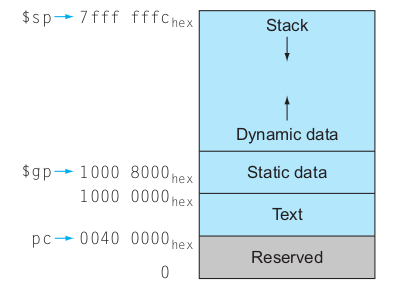 $sp → 7fff fffc hex Stack
Dynamic data
$gp → 1000 8000 hex Static data
1000 0000 hex
Text
pc → 0040 0000 hex
Reserved
0